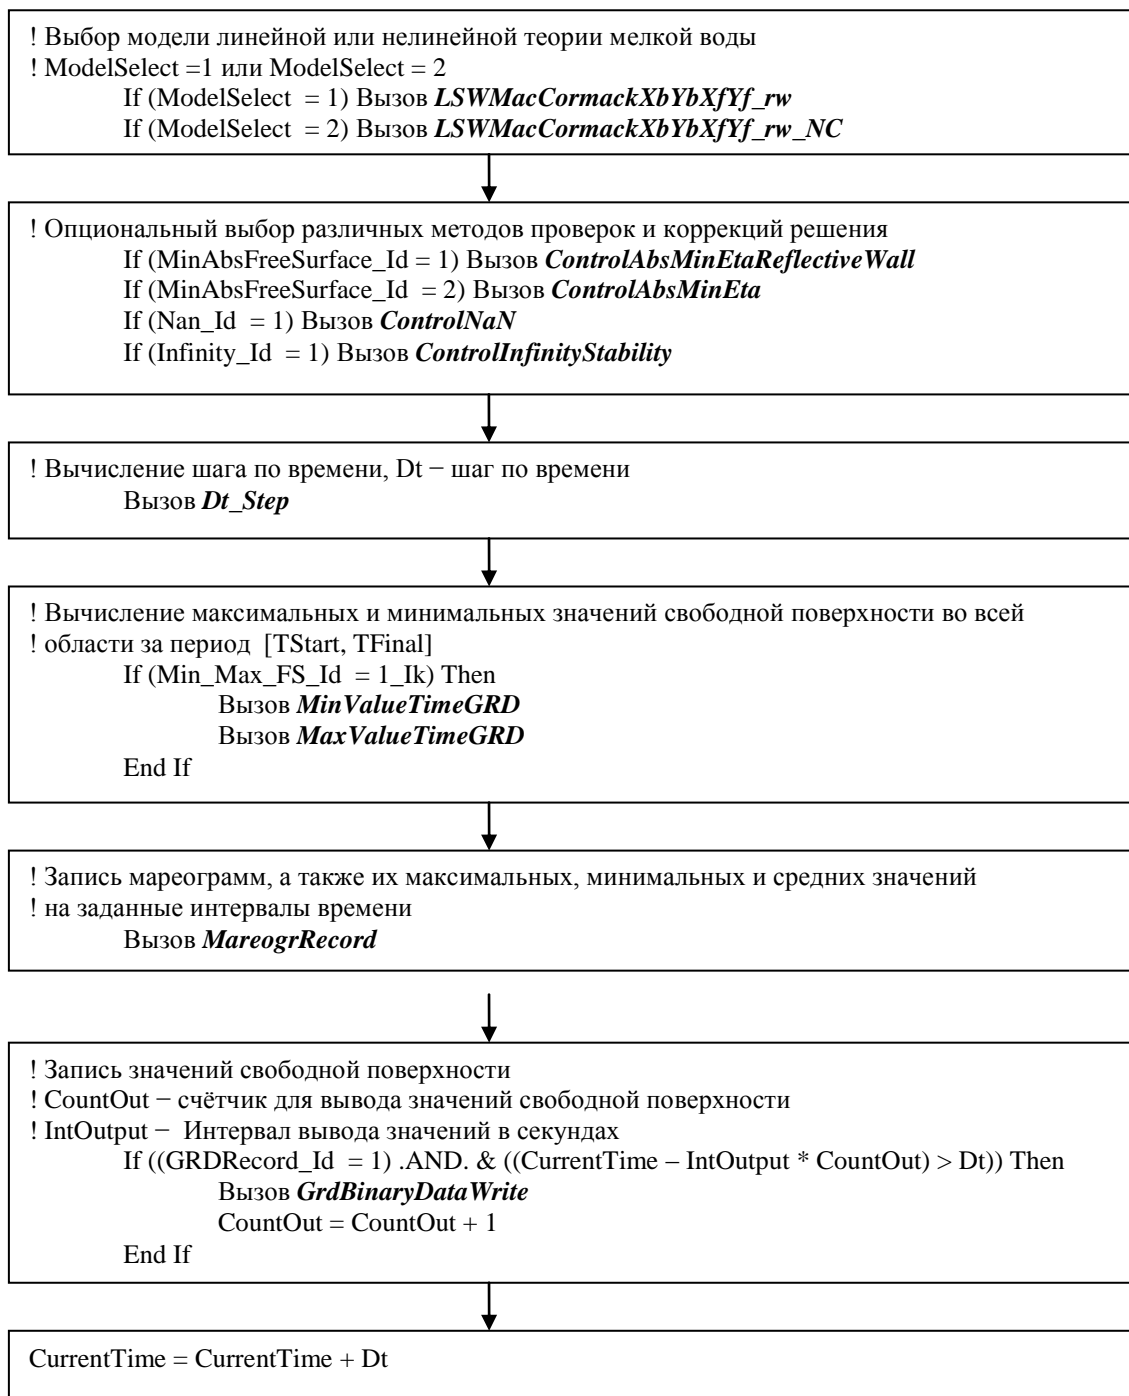 ! Выбор модели линейной или нелинейной теории мелкой воды
! ModelSelect =1 или ModelSelect = 2
If (ModelSelect = 1) Вызов LSWMacCormackXbYbXfYf_rw
If (ModelSelect = 2) Вызов LSWMacCormackXbYbXfYf_rw_NC
! Опциональный выбор различных методов проверок и коррекций решения
If (MinAbsFreeSurface_Id = 1) Вызов ControlAbsMinEtaReflectiveWall
If (MinAbsFreeSurface_Id = 2) Вызов ControlAbsMinEta
If (Nan_Id = 1) Вызов ControlNaN
If (Infinity_Id = 1) Вызов ControlInfinityStability
! Вычисление шага по времени, Dt − шаг по времени
Вызов Dt_Step
! Вычисление максимальных и минимальных значений свободной поверхности во всей
! области за период [TStart, TFinal]
If (Min_Max_FS_Id = 1_Ik) Then
Вызов MinValueTimeGRD
Вызов MaxValueTimeGRD
End If
! Запись мареограмм, а также их максимальных, минимальных и средних значений
! на заданные интервалы времени
Вызов MareogrRecord
! Запись значений свободной поверхности
! CountOut − счётчик для вывода значений свободной поверхности
! IntOutput − Интервал вывода значений в секундах
If ((GRDRecord_Id = 1) .AND. & ((CurrentTime – IntOutput * CountOut) > Dt)) Then
Вызов GrdBinaryDataWrite
CountOut = CountOut + 1
End If
CurrentTime = CurrentTime + Dt